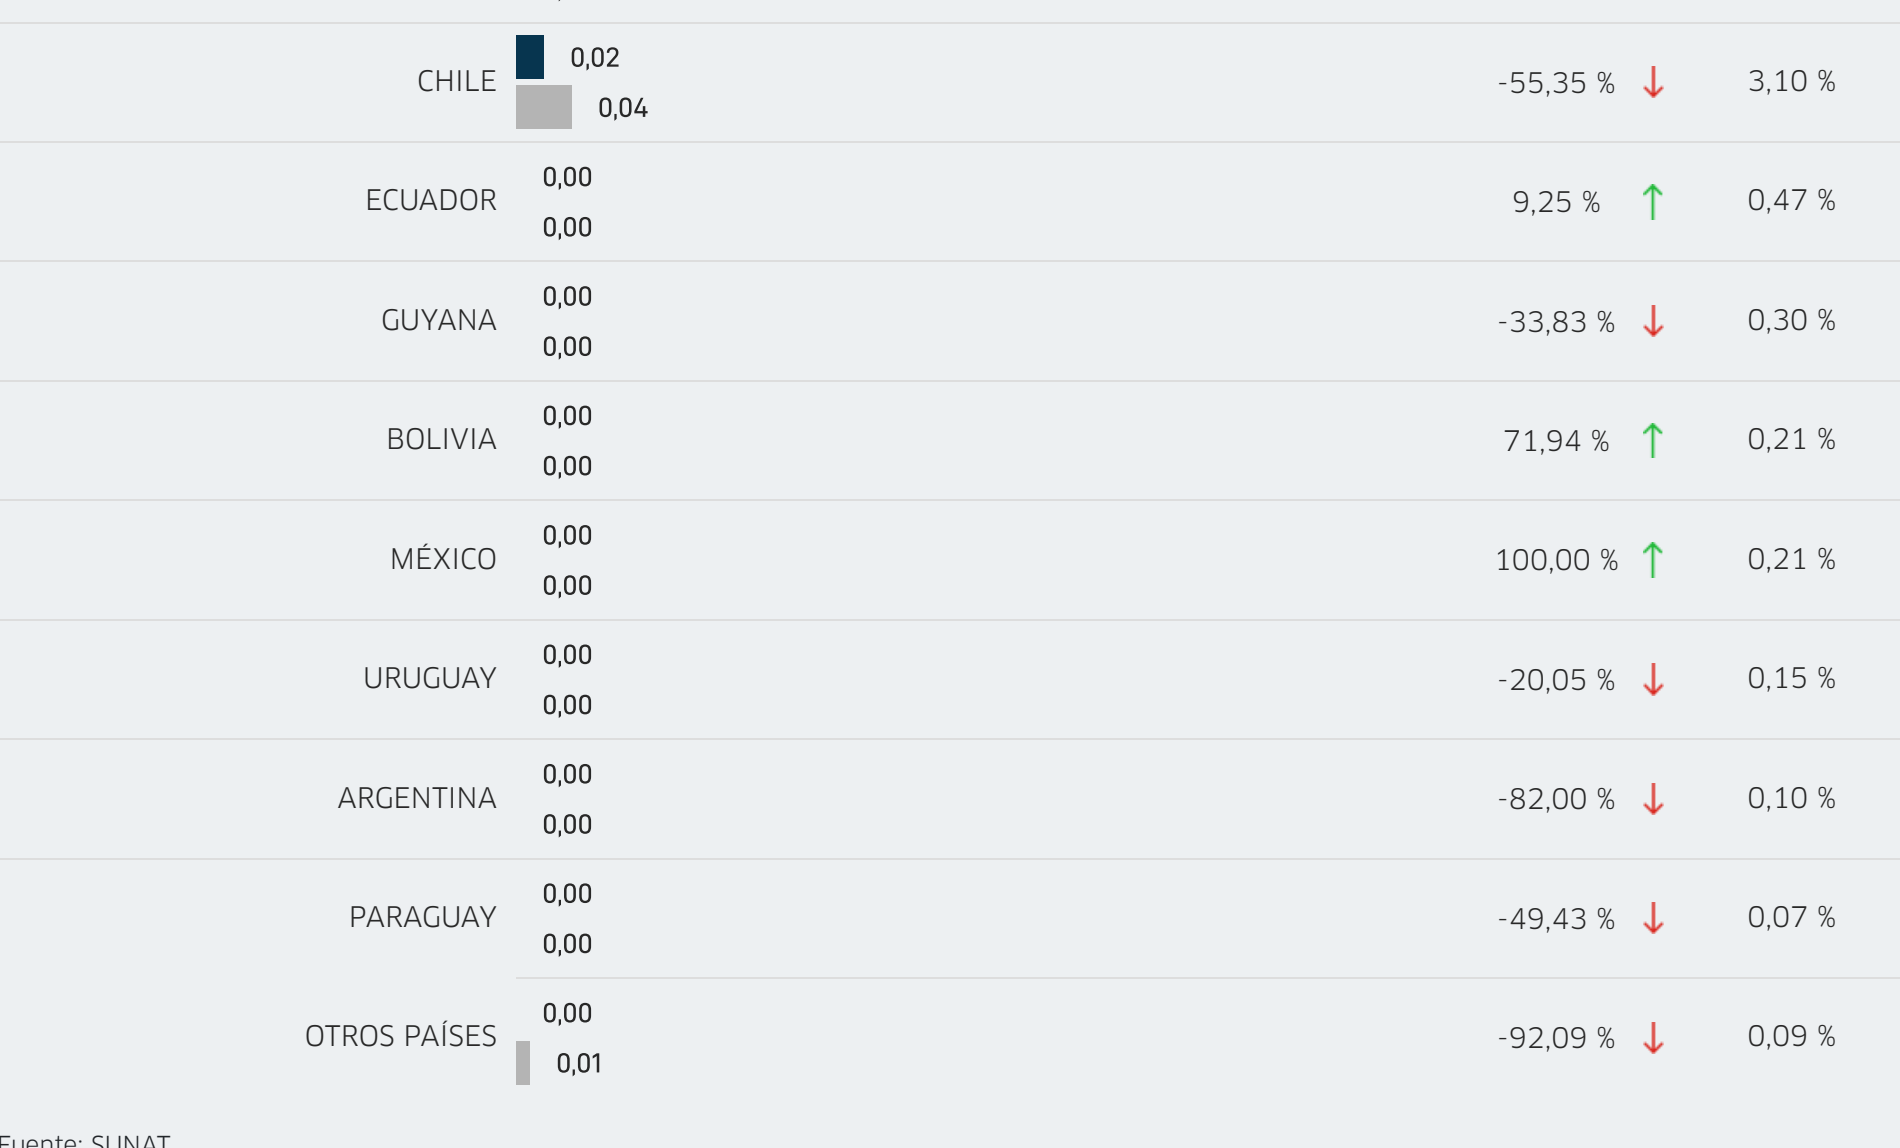 CHILE 0,02 0,04 -55,35 % ↓ 3,10 %
ECUADOR 0,00 0,00 9,25 % ↑ 0,47 %
GUYANA 0,00 0,00 -33,83 % ↓ 0,30 %
BOLIVIA 0,00 0,00 71,94 % ↑ 0,21 %
MÉXICO 0,00 0,00 100,00 % ↑ 0,21 %
URUGUAY 0,00 0,00 -20,05 % ↓ 0,15 %
ARGENTINA 0,00 0,00 -82,00 % ↓ 0,10 %
PARAGUAY 0,00 0,00 -49,43 % ↓ 0,07 %
OTROS PAÍSES 0,00 0,01 -92,09 % ↓ 0,09 %
Fuente: SUNAT